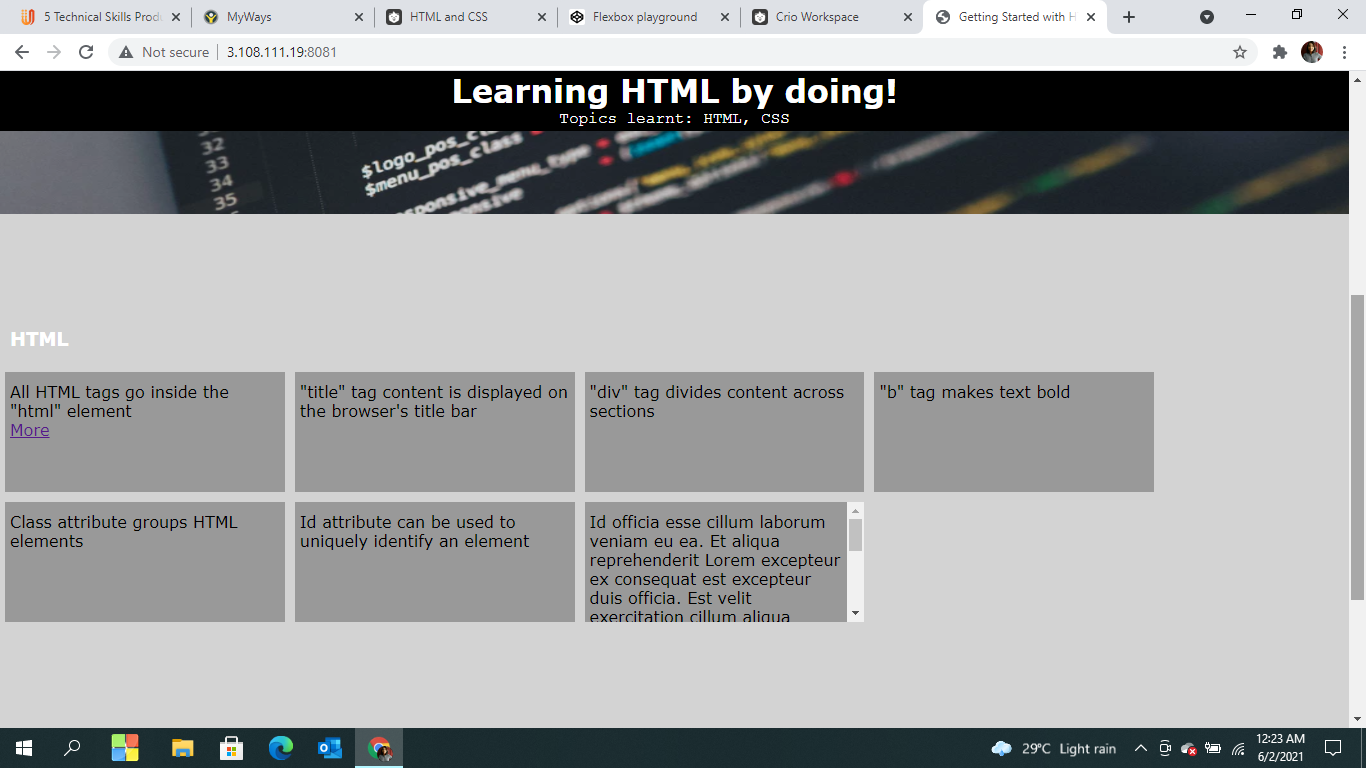 5 Technical Skills Prod
MyWays
HTML and CSS
Flexbox playground
Crio Workspace
Getting Started with H
Not secure
3.108.111.19:8081
Learning HTML by doing!
Topics learnt: HTML, CSS
32
33
34
35
$logo_pos_c
$menu_pos_class
responsive_menu_type
responsive
HTML
All HTML tags go inside the
"html" element
More
"title" tag content is displayed on
the browser's title bar
"div" tag divides content across
sections
"b" tag makes text bold
Class attribute groups HTML
elements
Id attribute can be used to
uniquely identify an element
Id officia esse cillum laborum
veniam eu ea. Et aliqua
reprehenderit Lorem excepteur
ex consequat est excepteur
duis officia. Est velit
exercitation cillum aliqua
29°C Light rain
12:23 AM
6/2/2021